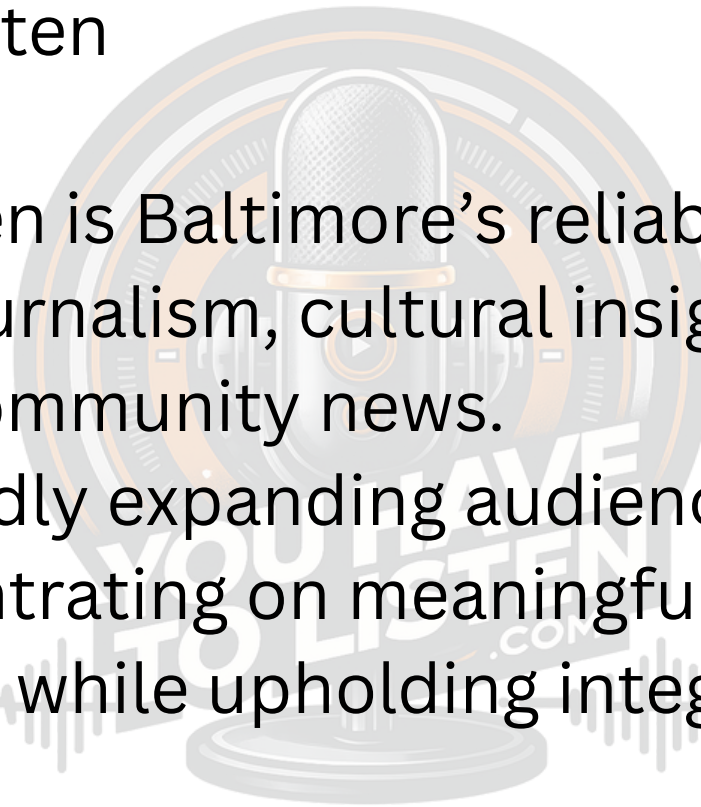 ten
en is Baltimore’s reliab
urnalism, cultural insig
ommunity news.
dly expanding audienc
ntrating on meaningfu
while upholding integ
YOU HAVE
TO LISTEN
.COM